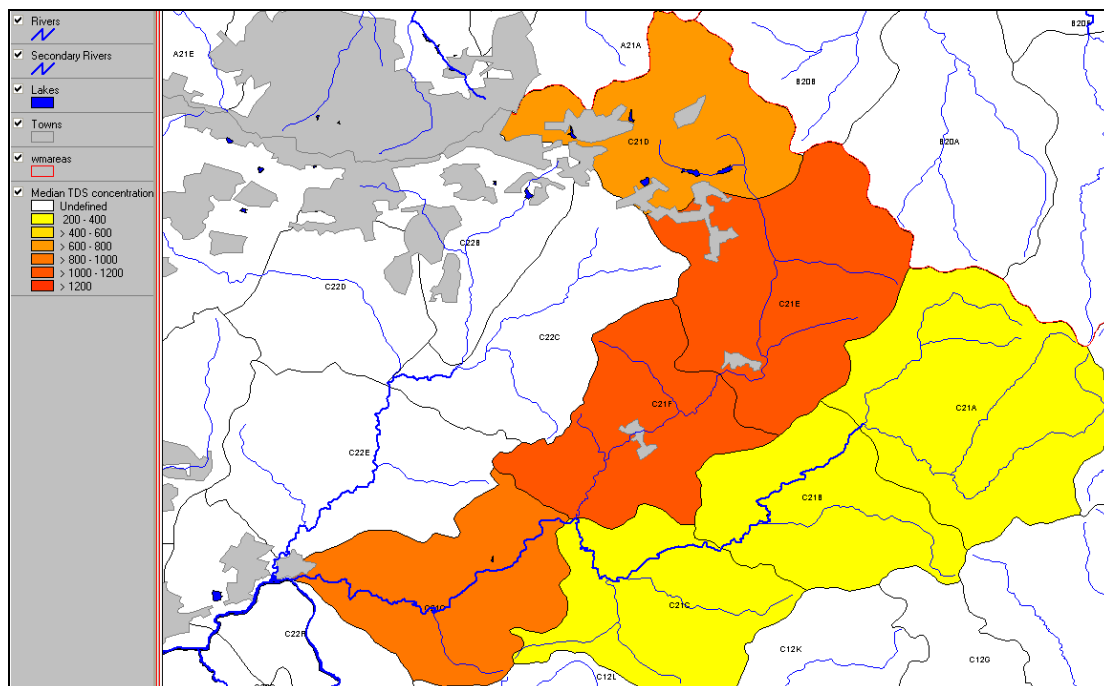 Rivers
Secondary Rivers
Lakes
Towns
wmareas
Median TDS concentration
Undefined
200 - 400
> 400 - 600
> 600 - 800
> 800 - 1000
> 1000 - 1200
> 1200
A21E
A21A
B20B
B20A
C21D
C22B
C22D
C21E
C22C
C21F
C21A
C22E
C21B
C21C
C12K
C12G
C12L